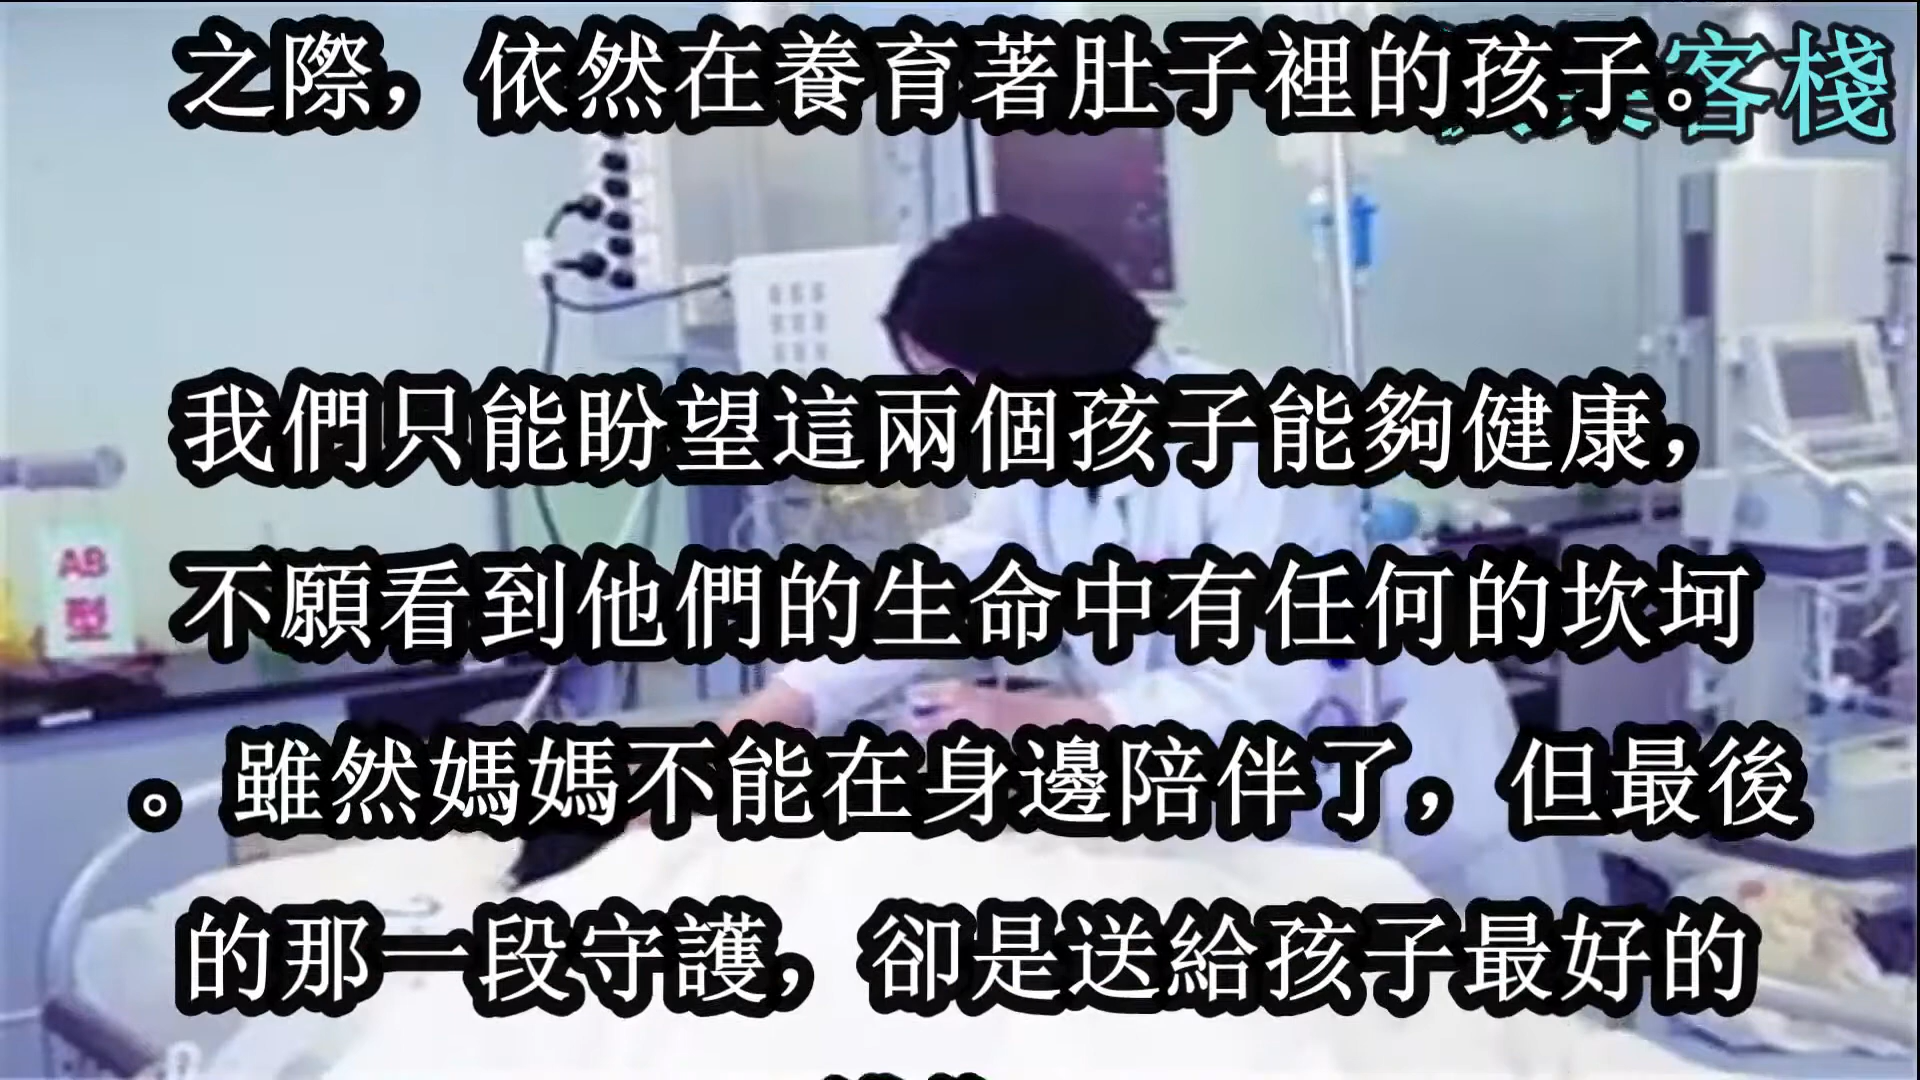 之際，依然在養育著肚子裡的孩子。
客棧
我們只能盼望這兩個孩子能夠健康，
不願看到他們的生命中有任何的坎坷
。雖然媽媽不能在身邊陪伴了，但最後
的那一段守護，卻是送給孩子最好的
AB
型